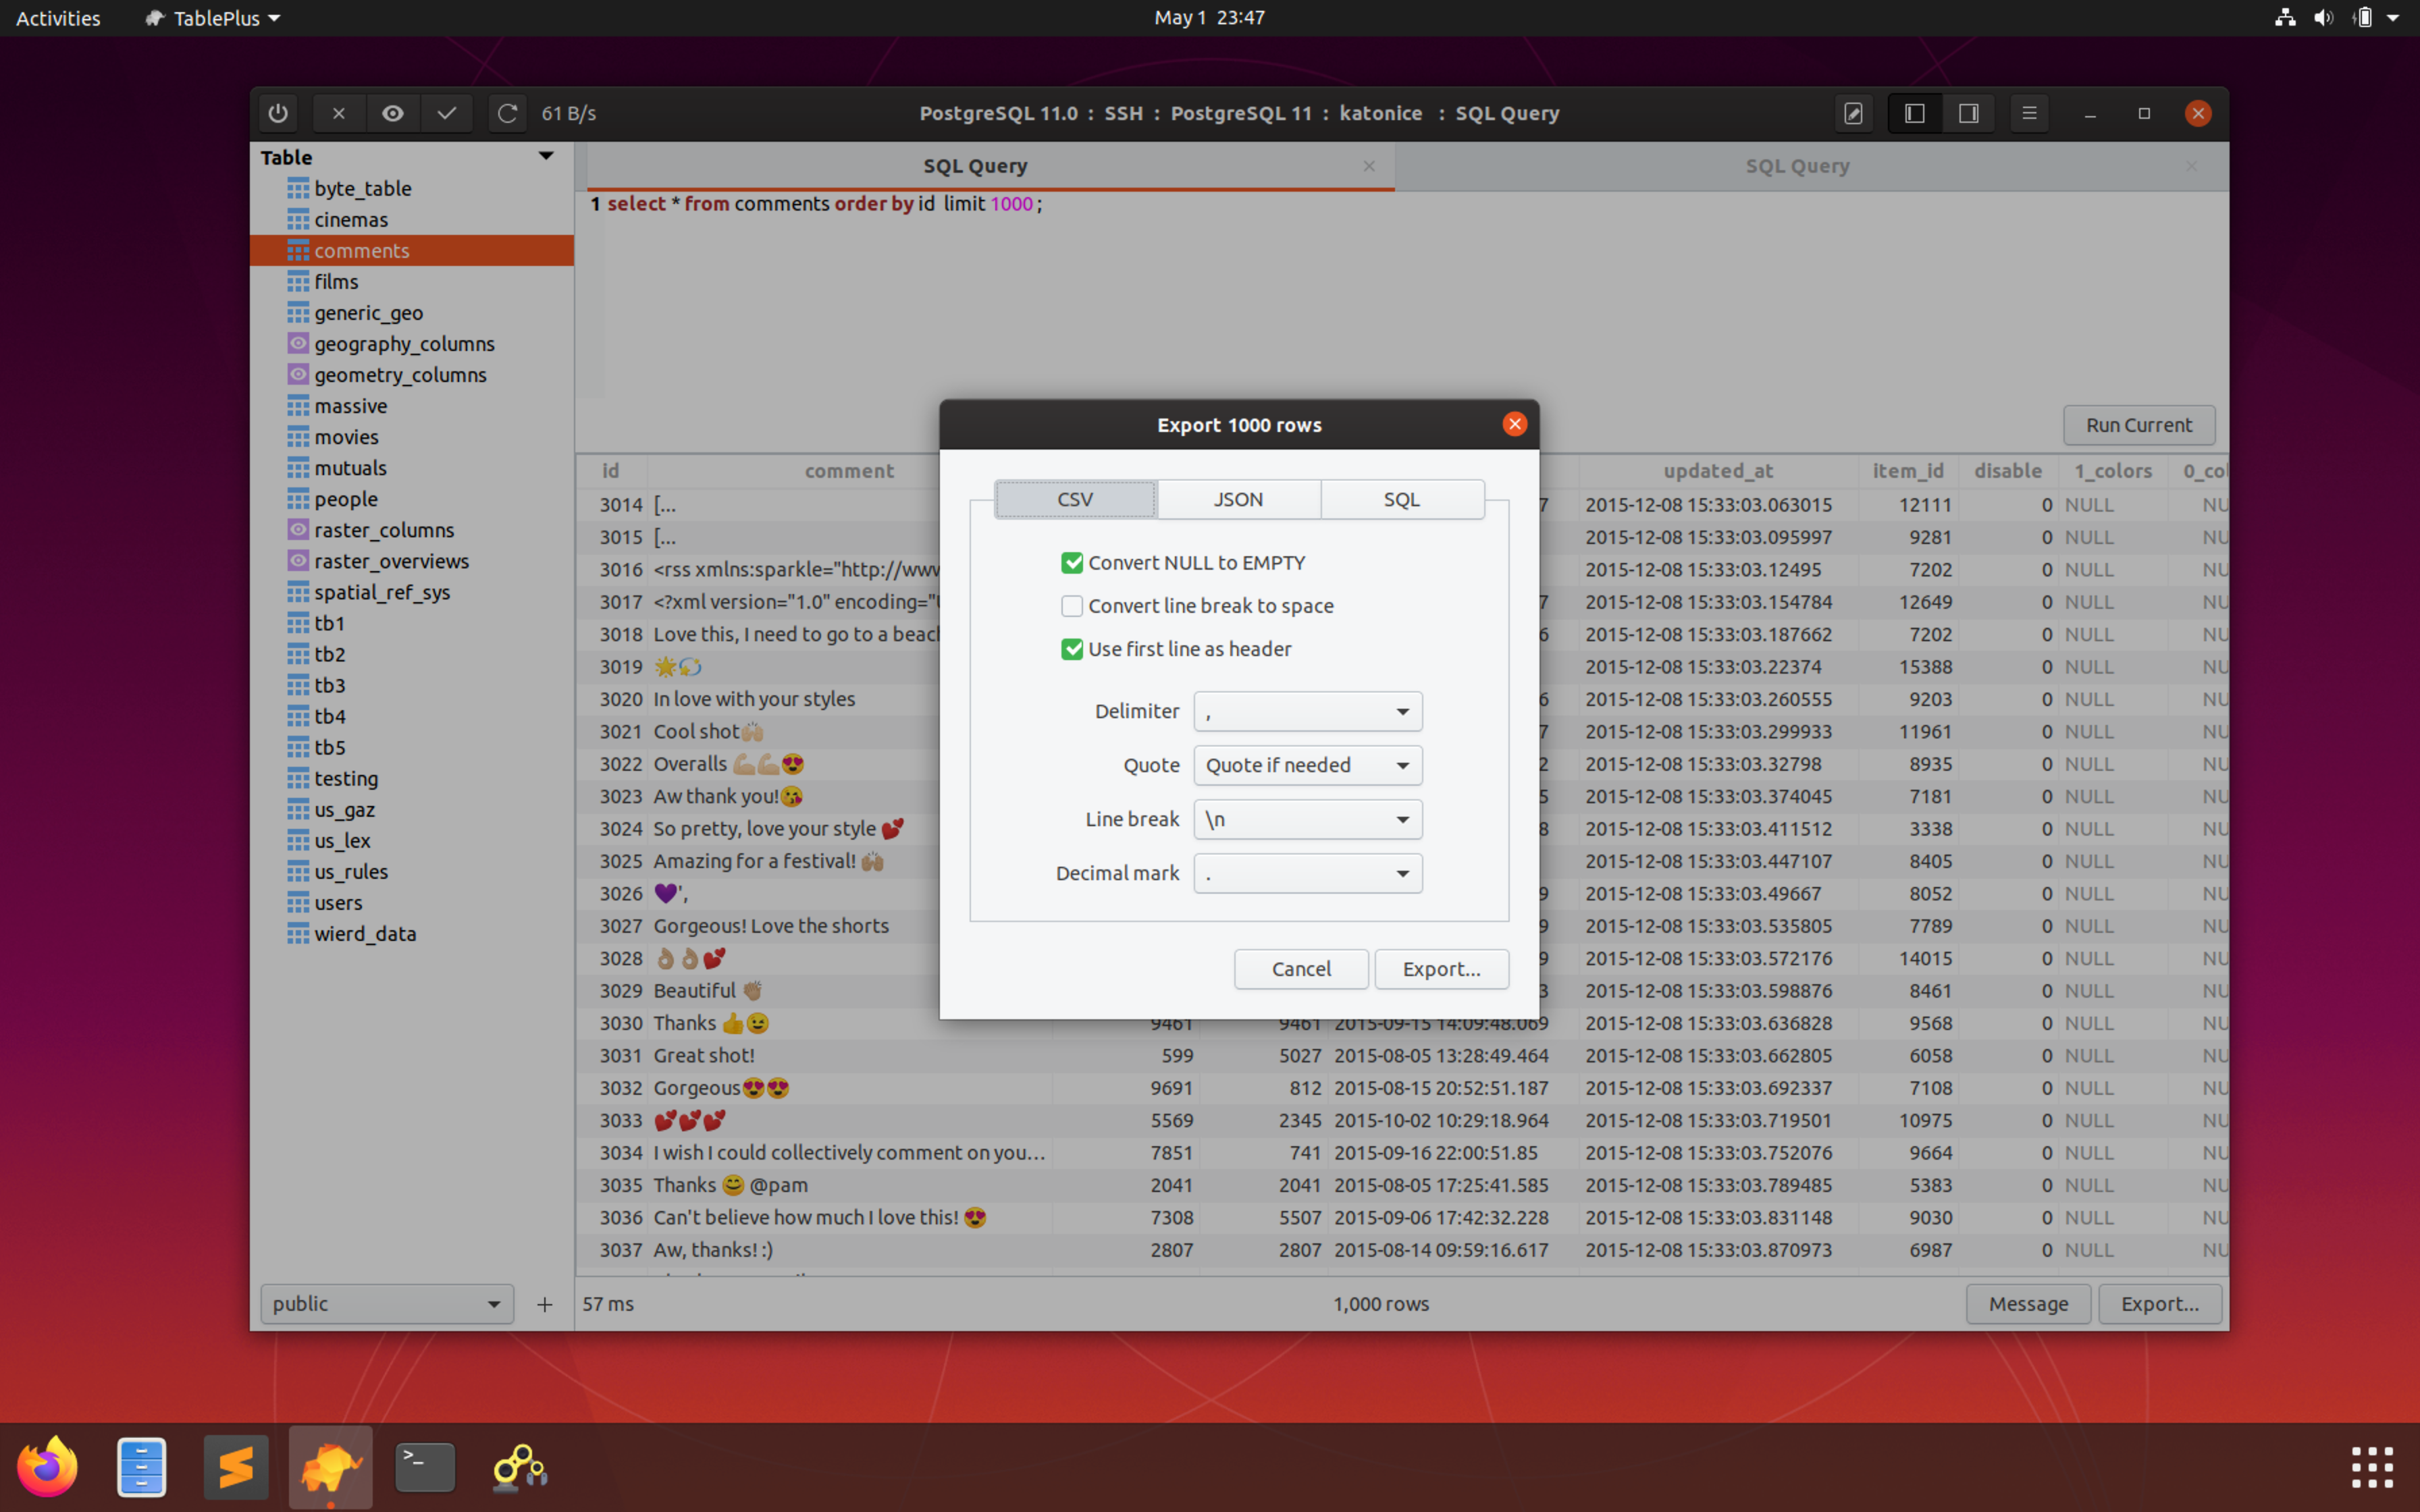 Activities TablePlus May 1 23:47
61 B/s PostgreSQL 11.0 : SSH : PostgreSQL 11 : katonice : SQL Query
Table
byte_table
cinemas
comments
films
generic_geo
geography_columns
geometry_columns
massive
movies
mutuals
people
raster_columns
raster_overviews
spatial_ref_sys
tb1
tb2
tb3
tb4
tb5
testing
us_gaz
us_lex
us_rules
users
wierd_data
public
SQL Query SQL Query
1 select * from comments order by id limit 1000 ;
Run Current
Export 1000 rows
CSV JSON SQL
Convert NULL to EMPTY
Convert line break to space
Use first line as header
Delimiter ,
Quote Quote if needed
Line break \n
Decimal mark .
Cancel Export...
id comment updated_at item_id disable 1_colors 0_col
3014 [... 7 2015-12-08 15:33:03.063015 12111 0 NULL NU
3015 [... 2015-12-08 15:33:03.095997 9281 0 NULL NU
3016 <rss xmlns:sparkle="http://www 2015-12-08 15:33:03.12495 7202 0 NULL NU
3017 <?xml version="1.0" encoding=" 7 2015-12-08 15:33:03.154784 12649 0 NULL NU
3018 Love this, I need to go to a beach 6 2015-12-08 15:33:03.187662 7202 0 NULL NU
3019 🌟💫 2015-12-08 15:33:03.22374 15388 0 NULL NU
3020 In love with your styles 6 2015-12-08 15:33:03.260555 9203 0 NULL NU
3021 Cool shot🙌🏼 7 2015-12-08 15:33:03.299933 11961 0 NULL NU
3022 Overalls 💪🏼💪🏼😍 2 2015-12-08 15:33:03.32798 8935 0 NULL NU
3023 Aw thank you!😘 5 2015-12-08 15:33:03.374045 7181 0 NULL NU
3024 So pretty, love your style 💕 8 2015-12-08 15:33:03.411512 3338 0 NULL NU
3025 Amazing for a festival! 🙌🏽 2015-12-08 15:33:03.447107 8405 0 NULL NU
3026 💜', 9 2015-12-08 15:33:03.49667 8052 0 NULL NU
3027 Gorgeous! Love the shorts 9 2015-12-08 15:33:03.535805 7789 0 NULL NU
3028 👌🏽👌🏽💕 9 2015-12-08 15:33:03.572176 14015 0 NULL NU
3029 Beautiful 👏🏽 3 2015-12-08 15:33:03.598876 8461 0 NULL NU
3030 Thanks 👍😉 9461 9461 2015-09-15 14:09:48.069 2015-12-08 15:33:03.636828 9568 0 NULL NU
3031 Great shot! 599 5027 2015-08-05 13:28:49.464 2015-12-08 15:33:03.662805 6058 0 NULL NU
3032 Gorgeous😍😍 9691 812 2015-08-15 20:52:51.187 2015-12-08 15:33:03.692337 7108 0 NULL NU
3033 💕💕💕 5569 2345 2015-10-02 10:29:18.964 2015-12-08 15:33:03.719501 10975 0 NULL NU
3034 I wish I could collectively comment on you... 7851 741 2015-09-16 22:00:51.85 2015-12-08 15:33:03.752076 9664 0 NULL NU
3035 Thanks 😊 @pam 2041 2041 2015-08-05 17:25:41.585 2015-12-08 15:33:03.789485 5383 0 NULL NU
3036 Can't believe how much I love this! 😍 7308 5507 2015-09-06 17:42:32.228 2015-12-08 15:33:03.831148 9030 0 NULL NU
3037 Aw, thanks! :) 2807 2807 2015-08-14 09:59:16.617 2015-12-08 15:33:03.870973 6987 0 NULL NU
57 ms 1,000 rows Message Export...